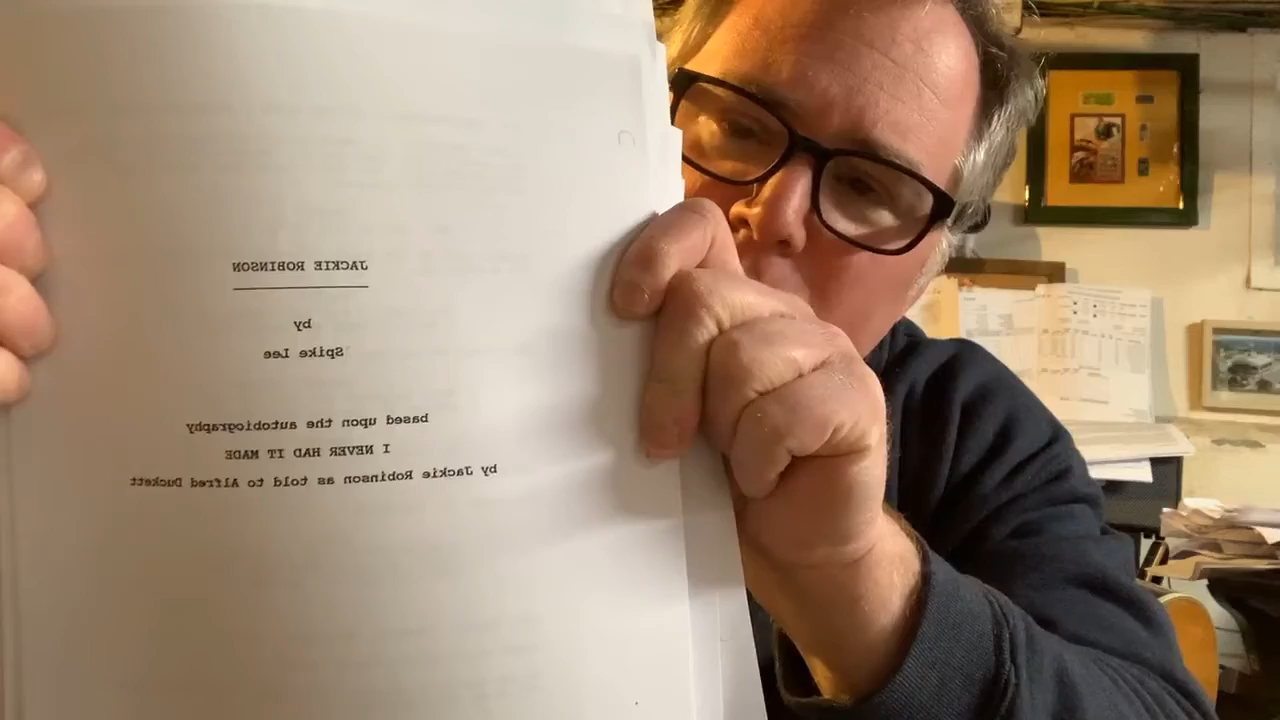 JACKIE ROBINSON
by
Spike Lee
based upon the autobiography
I NEVER HAD IT MADE
by Jackie Robinson as told to Alfred Duckett